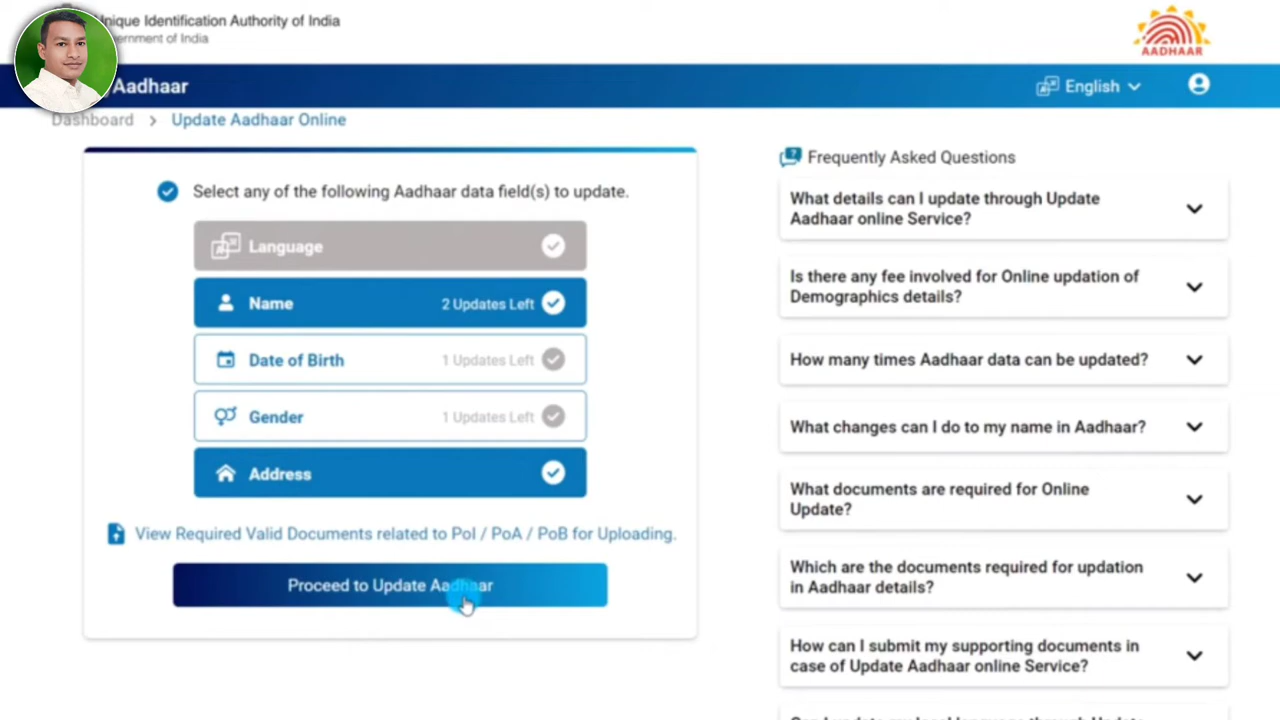 nique Identification Authority of India
ernment of India
AADHAAR
Aadhaar
English
Dashboard > Update Aadhaar Online
Select any of the following Aadhaar data field(s) to update.
Language
Name 2 Updates Left
Date of Birth 1 Updates Left
Gender 1 Updates Left
Address
View Required Valid Documents related to PoI / PoA / PoB for Uploading.
Proceed to Update Aadhaar
Frequently Asked Questions
What details can I update through Update
Aadhaar online Service?
Is there any fee involved for Online updation of
Demographics details?
How many times Aadhaar data can be updated?
What changes can I do to my name in Aadhaar?
What documents are required for Online
Update?
Which are the documents required for updation
in Aadhaar details?
How can I submit my supporting documents in
case of Update Aadhaar online Service?